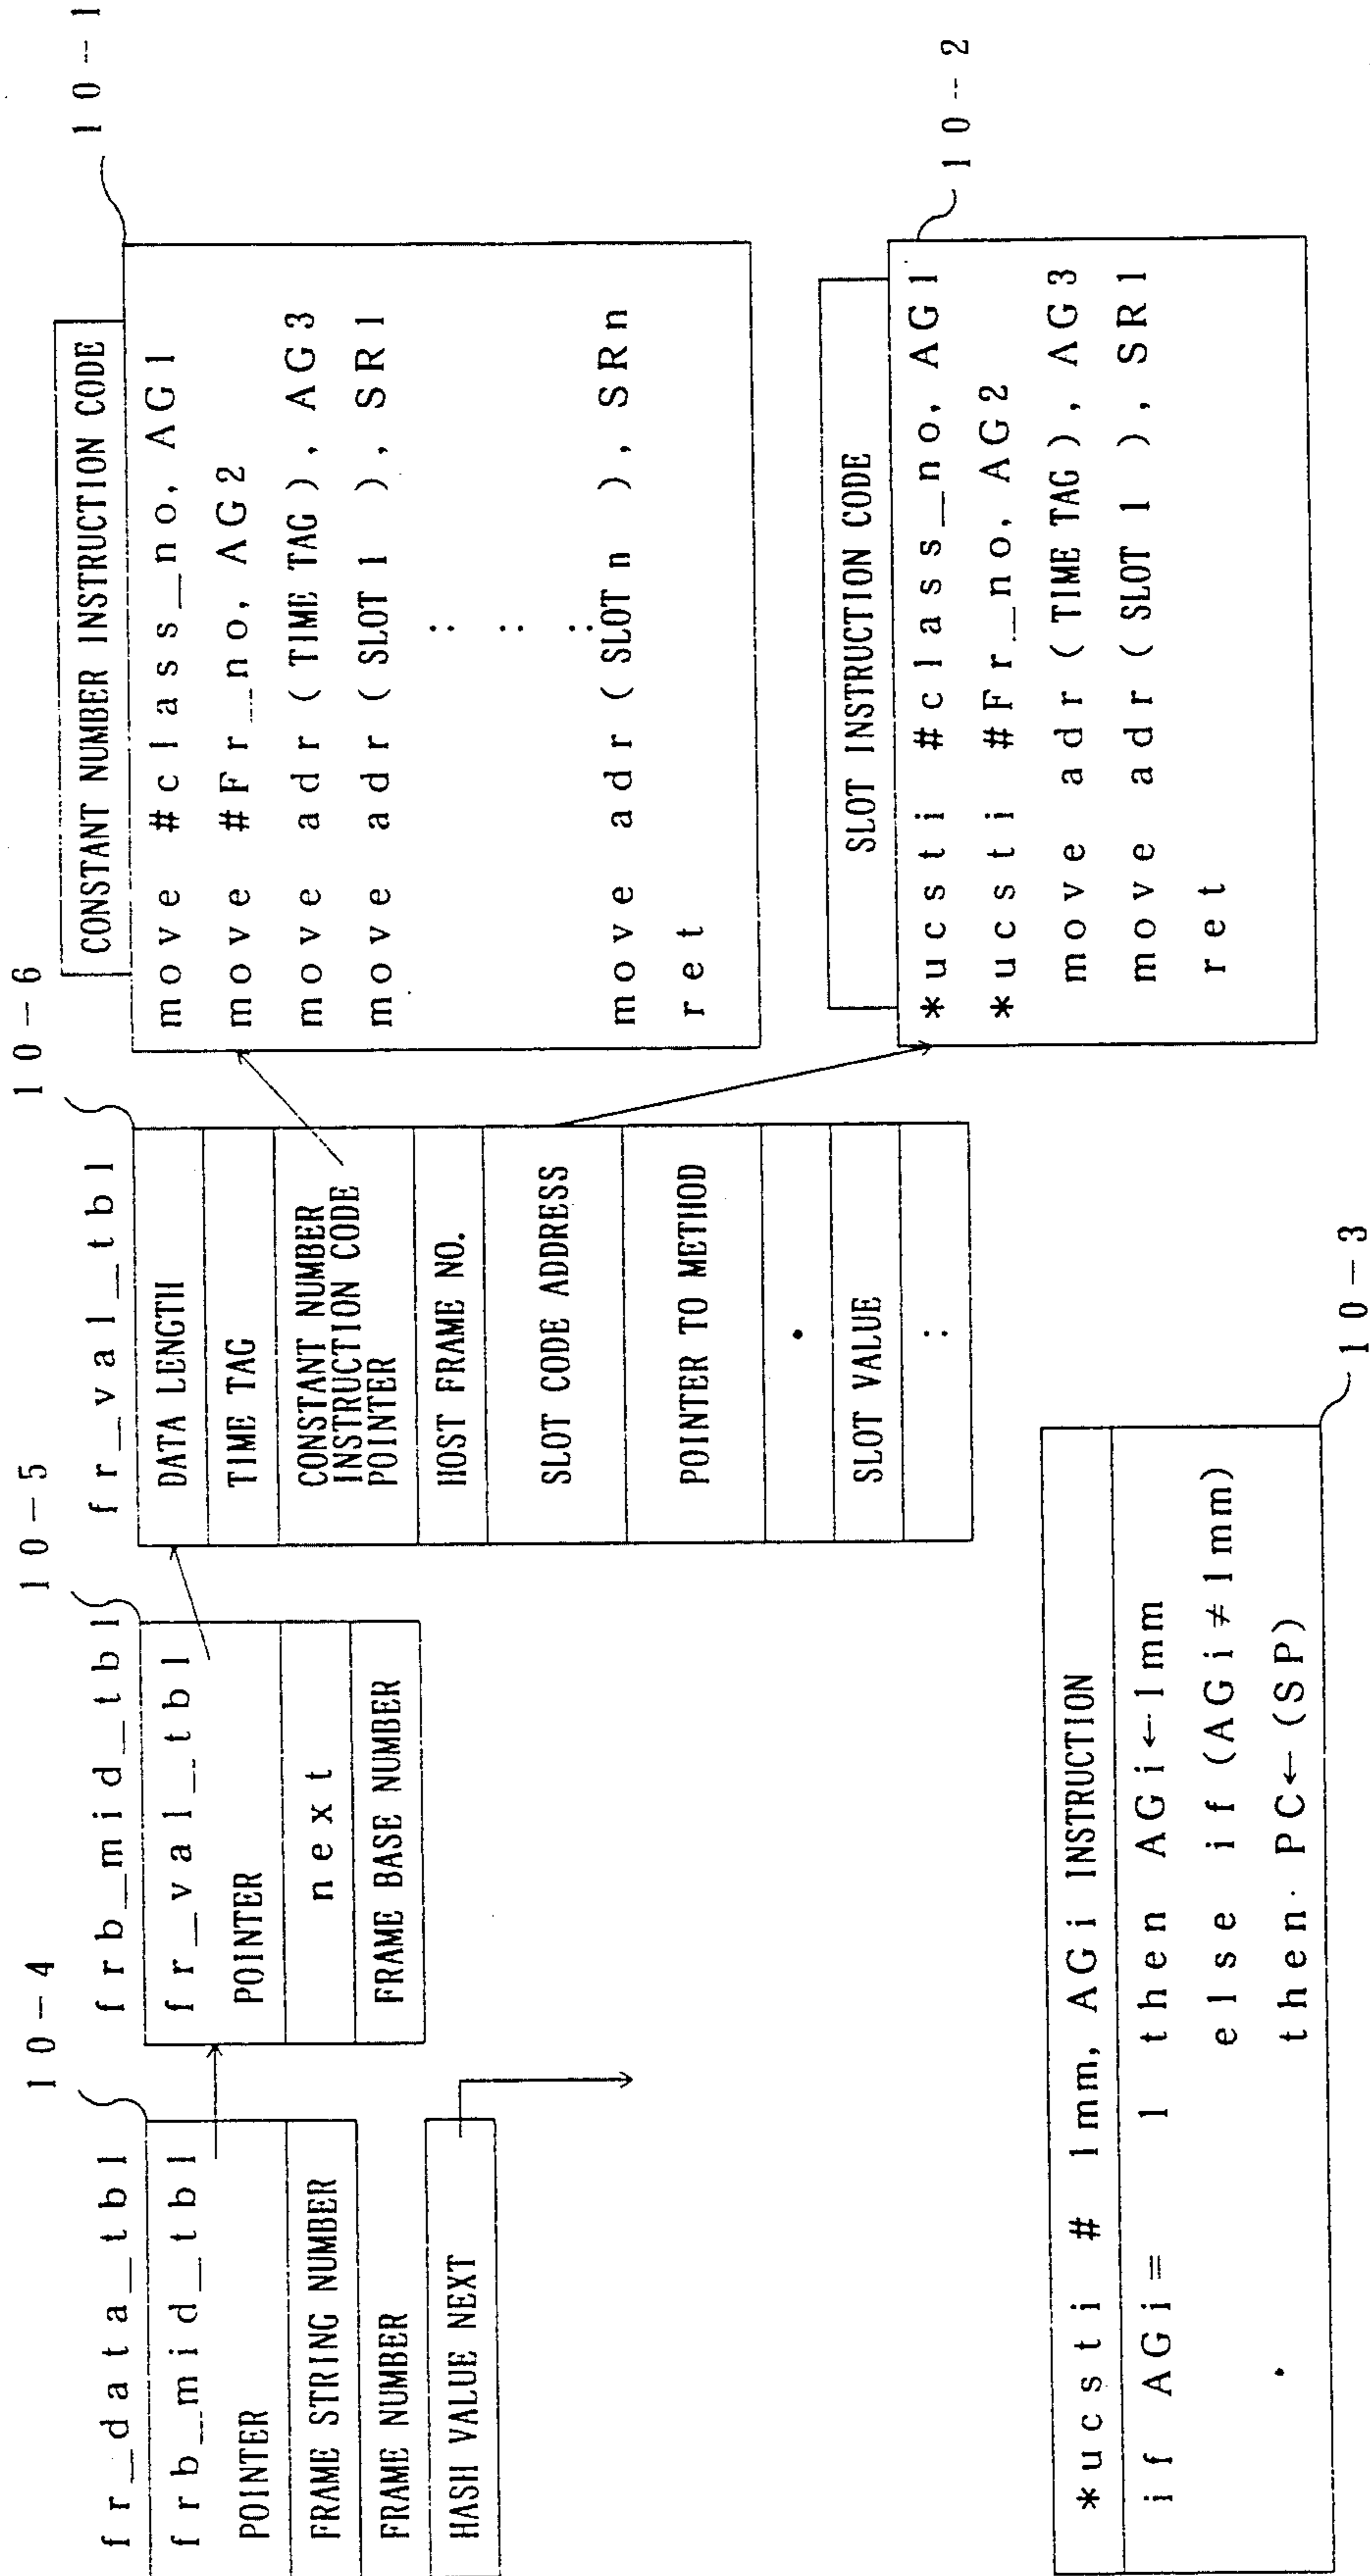 10-4
fr_data_tbl
frb_mid_tbl
POINTER
FRAME STRING NUMBER
FRAME NUMBER
HASH VALUE NEXT
10-5
frb_mid_tbl
fr_val_tbl
POINTER
next
FRAME BASE NUMBER
10-6
fr_val_tbl
DATA LENGTH
TIME TAG
CONSTANT NUMBER
INSTRUCTION CODE
POINTER
HOST FRAME NO.
SLOT CODE ADDRESS
POINTER TO METHOD
SLOT VALUE
:
10--1
CONSTANT NUMBER INSTRUCTION CODE
move #class_no, AG1
move #Fr_no, AG2
move adr (TIME TAG), AG3
move adr (SLOT 1 ), SR1
:
:
:
move adr (SLOT n ), SRn
ret
10--2
SLOT INSTRUCTION CODE
*ucsti #class_no, AG1
*ucsti #Fr_no, AG2
move adr (TIME TAG), AG3
move adr (SLOT 1 ), SR1
ret
*ucsti # 1mm, AGi INSTRUCTION
if AGi= 1 then AGi←1mm
else if (AGi≠1mm)
then PC← (SP)
10-3